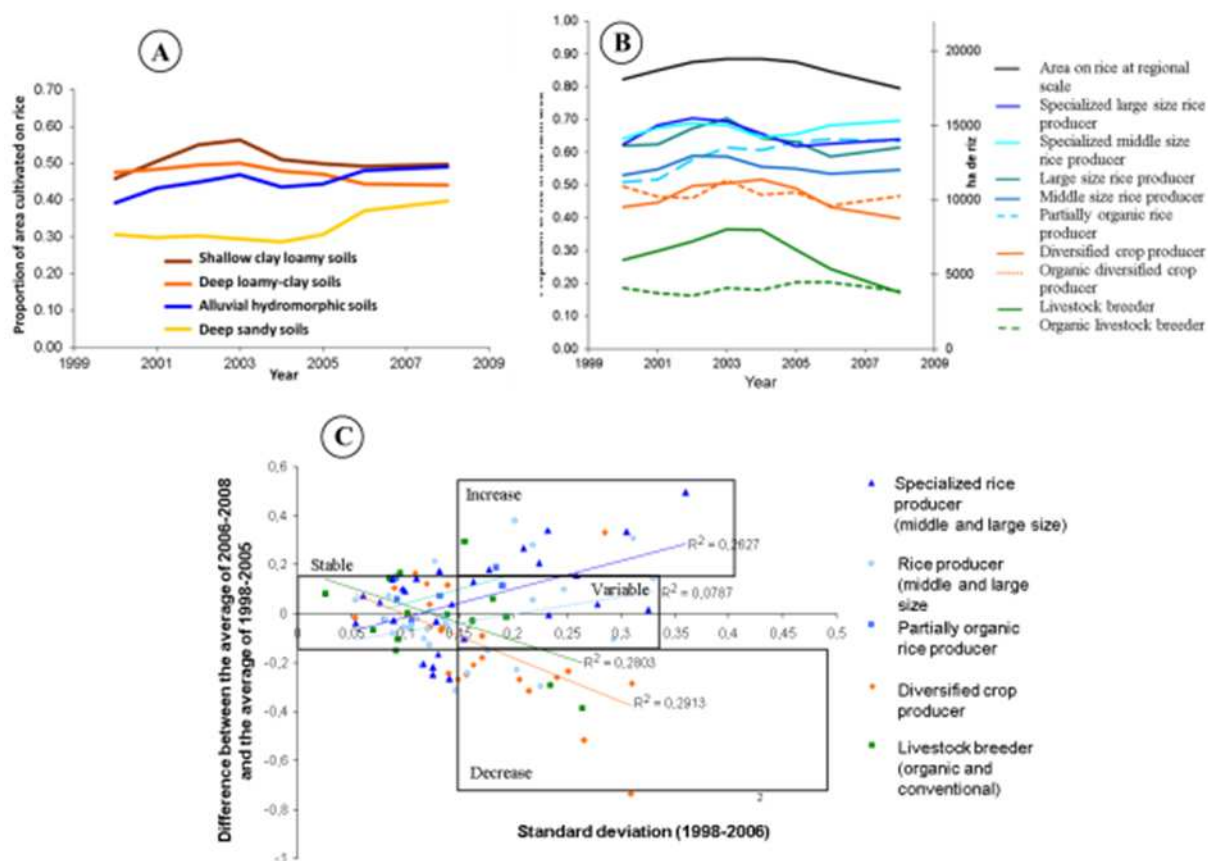 A
Proportion of area cultivated on rice
0.70
0.60
0.50
0.40
0.30
0.20
0.10
0.00
Shallow clay loamy soils
Deep loamy-clay soils
Alluvial hydromorphic soils
Deep sandy soils
1999
2001
2003
2005
2007
2009
Year
B
1.00
0.90
0.80
0.70
0.60
0.50
0.40
0.30
0.20
0.10
0.00
20000
15000
10000
5000
0
ha de riz
1999
2001
2003
2005
2007
2009
Year
Area on rice at regional
scale
Specialized large size rice
producer
Specialized middle size
rice producer
Large size rice producer
Middle size rice producer
Partially organic rice
producer
Diversified crop producer
Organic diversified crop
producer
Livestock breeder
Organic livestock breeder
C
Difference between the average of 2006-2008
and the average of 1998-2005
0,6
0,4
0,2
0
-0,2
-0,4
-0,6
-0,8
-1
Increase
R² = 0,2627
Stable
Variable
R² = 0,0787
0
0,05
0,1
0,15
0,2
0,25
0,3
0,35
0,4
0,45
0,5
R² = 0,2803
R² = 0,2913
Decrease
2
Standard deviation (1998-2006)
Specialized rice
producer
(middle and large size)
Rice producer
(middle and large
size
Partially organic
rice producer
Diversified crop
producer
Livestock breeder
(organic and
conventional)